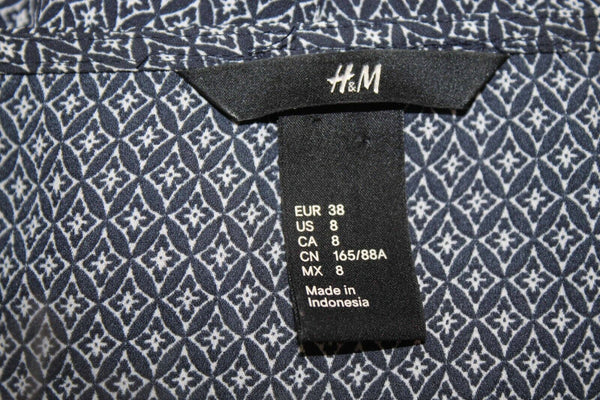 H&M
EUR 38
US 8
CA 8
CN 165/88A
MX 8
Made in
Indonesia